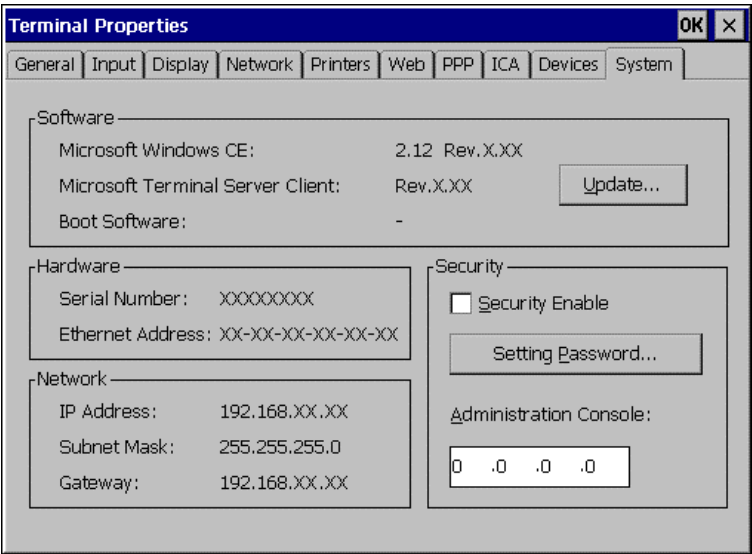 Terminal Properties OK ×
General Input Display Network Printers Web PPP ICA Devices System
Software
Microsoft Windows CE: 2.12 Rev.X.XX
Microsoft Terminal Server Client: Rev.X.XX
Update...
Boot Software: -
Hardware
Serial Number: XXXXXXXX
Ethernet Address: XX-XX-XX-XX-XX-XX
Network
IP Address: 192.168.XX.XX
Subnet Mask: 255.255.255.0
Gateway: 192.168.XX.XX
Security
Security Enable
Setting Password...
Administration Console:
0 .0 .0 .0